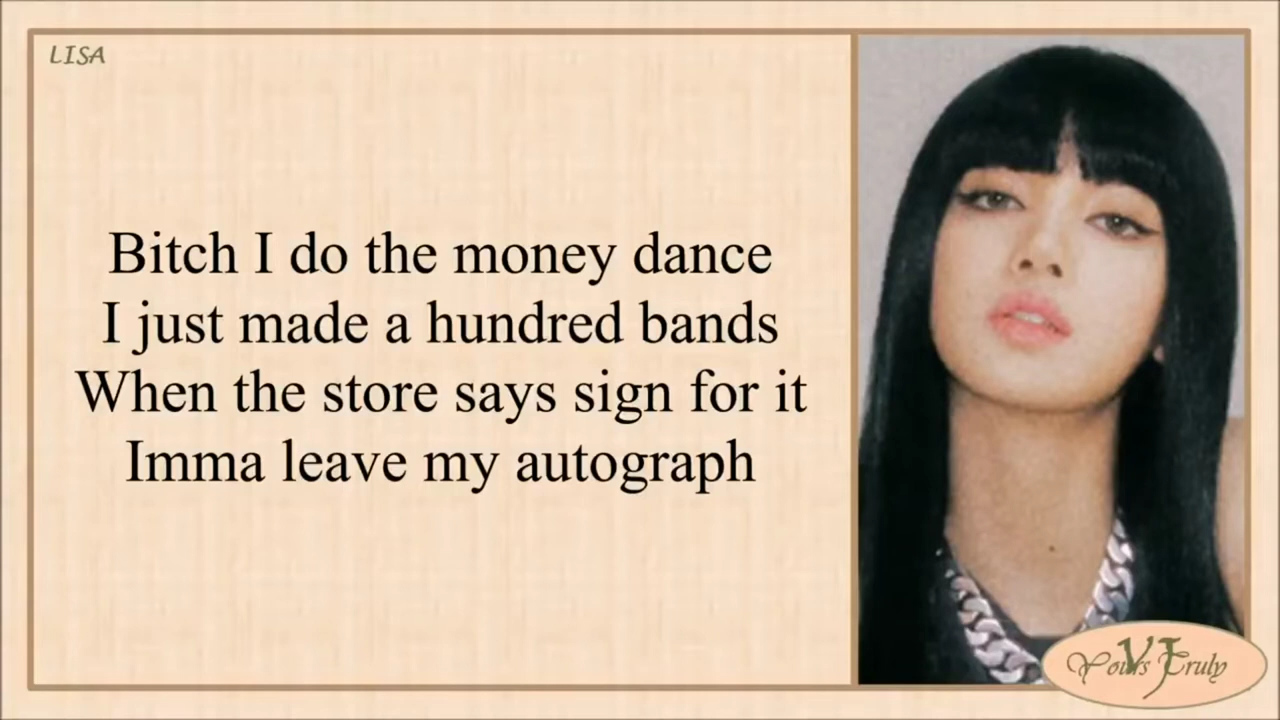 LISA
Bitch I do the money dance
I just made a hundred bands
When the store says sign for it
Imma leave my autograph
VJ
Yours Truly